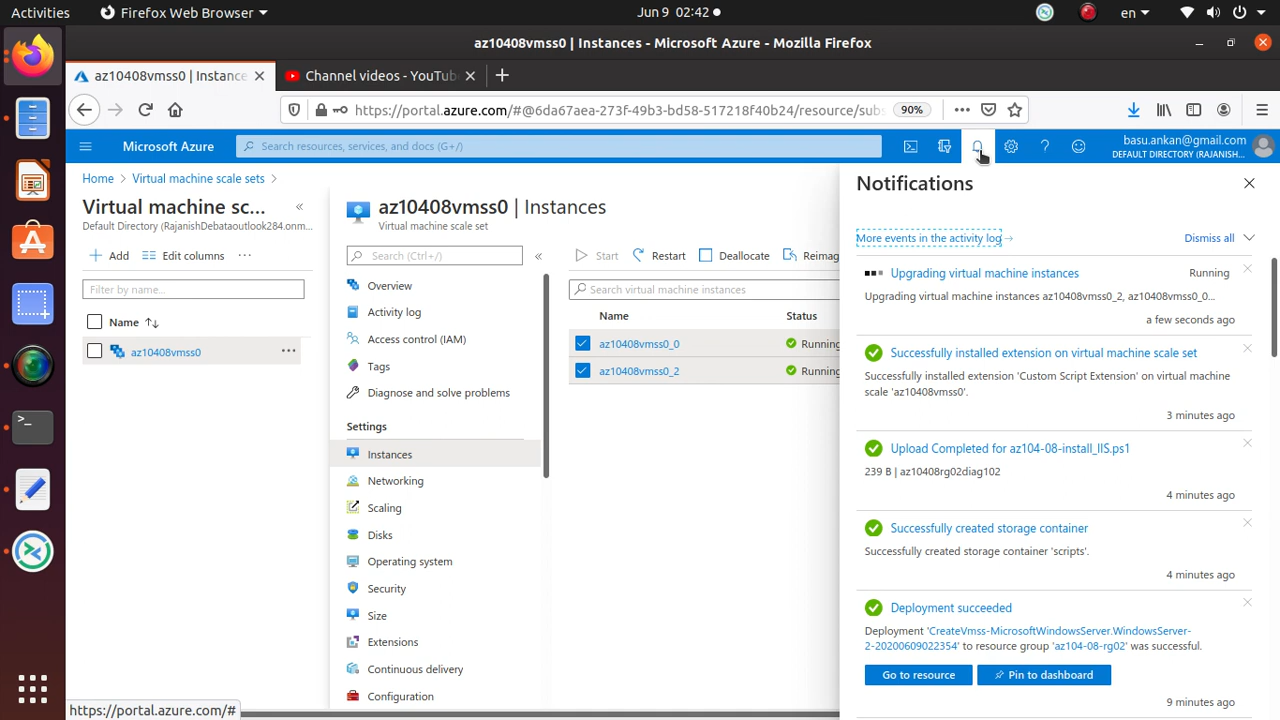 Activities
Firefox Web Browser
Jun 9 02:42
en
az10408vmss0 | Instances - Microsoft Azure - Mozilla Firefox
az10408vmss0 | Instance
Channel videos - YouTub
https://portal.azure.com/#@6da67aea-273f-49b3-bd58-517218f40b24/resource/subs
90%
Microsoft Azure
Search resources, services, and docs (G+/)
basu.ankan@gmail.com
DEFAULT DIRECTORY (RAJANISH...
Home
Virtual machine scale sets
Virtual machine sc...
Default Directory (RajanishDebataoutlook284.onm...
Add
Edit columns
Filter by name...
Name
az10408vmss0
az10408vmss0 | Instances
Virtual machine scale set
Search (Ctrl+/)
Overview
Activity log
Access control (IAM)
Tags
Diagnose and solve problems
Settings
Instances
Networking
Scaling
Disks
Operating system
Security
Size
Extensions
Continuous delivery
Configuration
Start
Restart
Deallocate
Reimag
Search virtual machine instances
Name
Status
az10408vmss0_0
Running
az10408vmss0_2
Running
Notifications
More events in the activity log →
Dismiss all
Upgrading virtual machine instances
Running
Upgrading virtual machine instances az10408vmss0_2, az10408vmss0_0...
a few seconds ago
Successfully installed extension on virtual machine scale set
Successfully installed extension 'Custom Script Extension' on virtual machine
scale 'az10408vmss0'.
3 minutes ago
Upload Completed for az104-08-install_IIS.ps1
239 B | az10408rg02diag102
4 minutes ago
Successfully created storage container
Successfully created storage container 'scripts'.
4 minutes ago
Deployment succeeded
Deployment 'CreateVmss-MicrosoftWindowsServer.WindowsServer-
2-20200609022354' to resource group 'az104-08-rg02' was successful.
Go to resource
Pin to dashboard
9 minutes ago
https://portal.azure.com/#